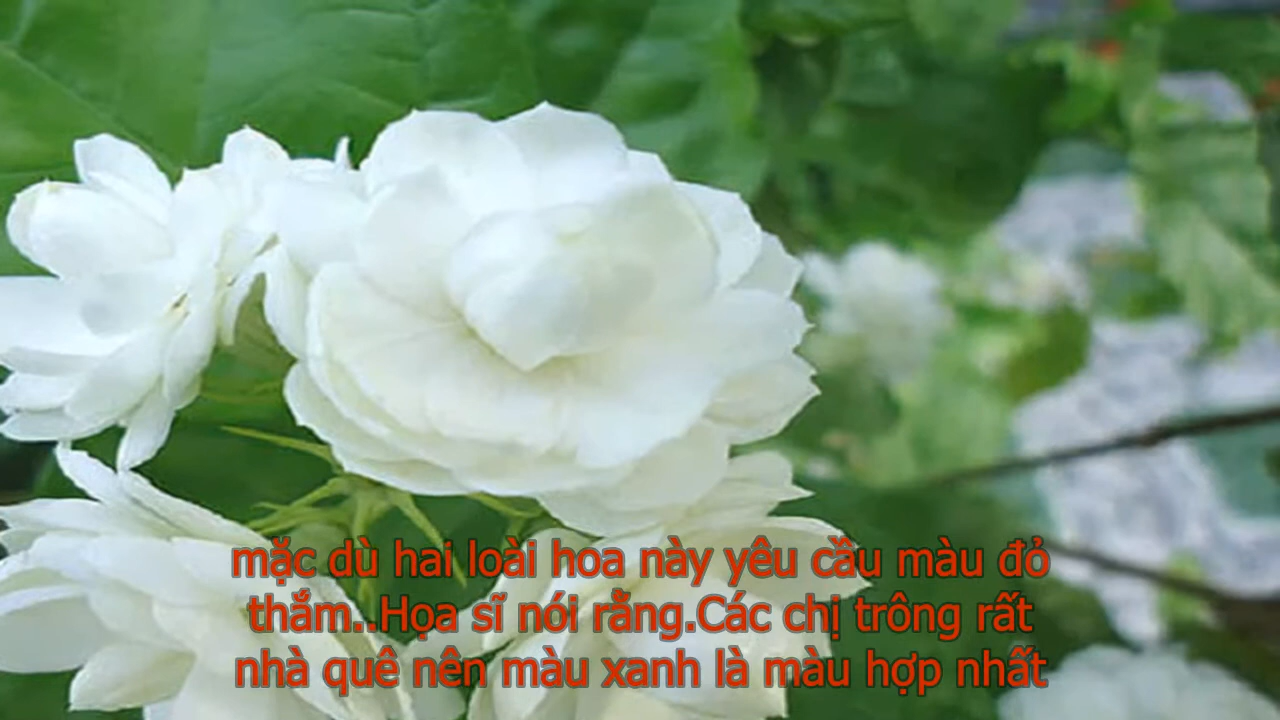 mặc dù hai loài hoa này yêu cầu màu đỏ
thắm..Họa sĩ nói rằng.Các chị trông rất
nhà quê nên màu xanh là màu hợp nhất